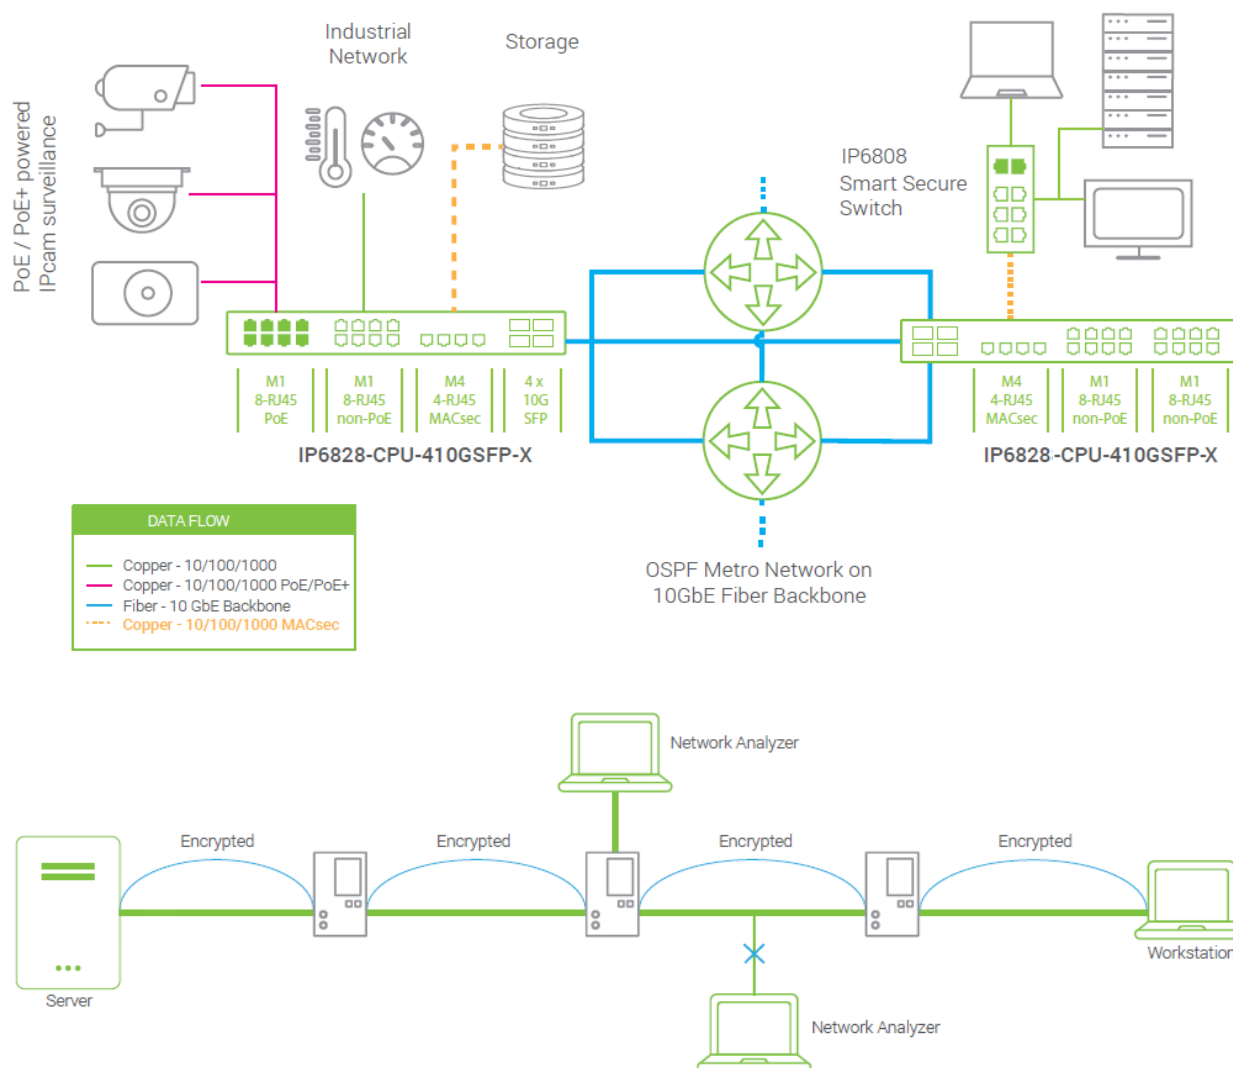 PoE / PoE+ powered
IPcam surveillance
Industrial
Network
Storage
IP6808
Smart Secure
Switch
M1
8-RJ45
PoE
M1
8-RJ45
non-PoE
M4
4-RJ45
MACsec
4 x
10G
SFP
IP6828-CPU-410GSFP-X
M4
4-RJ45
MACsec
M1
8-RJ45
non-PoE
M1
8-RJ45
non-PoE
IP6828-CPU-410GSFP-X
DATA FLOW
Copper - 10/100/1000
Copper - 10/100/1000 PoE/PoE+
Fiber - 10 GbE Backbone
Copper - 10/100/1000 MACsec
OSPF Metro Network on
10GbE Fiber Backbone
Network Analyzer
Encrypted
Encrypted
Encrypted
Encrypted
Server
Workstation
Network Analyzer